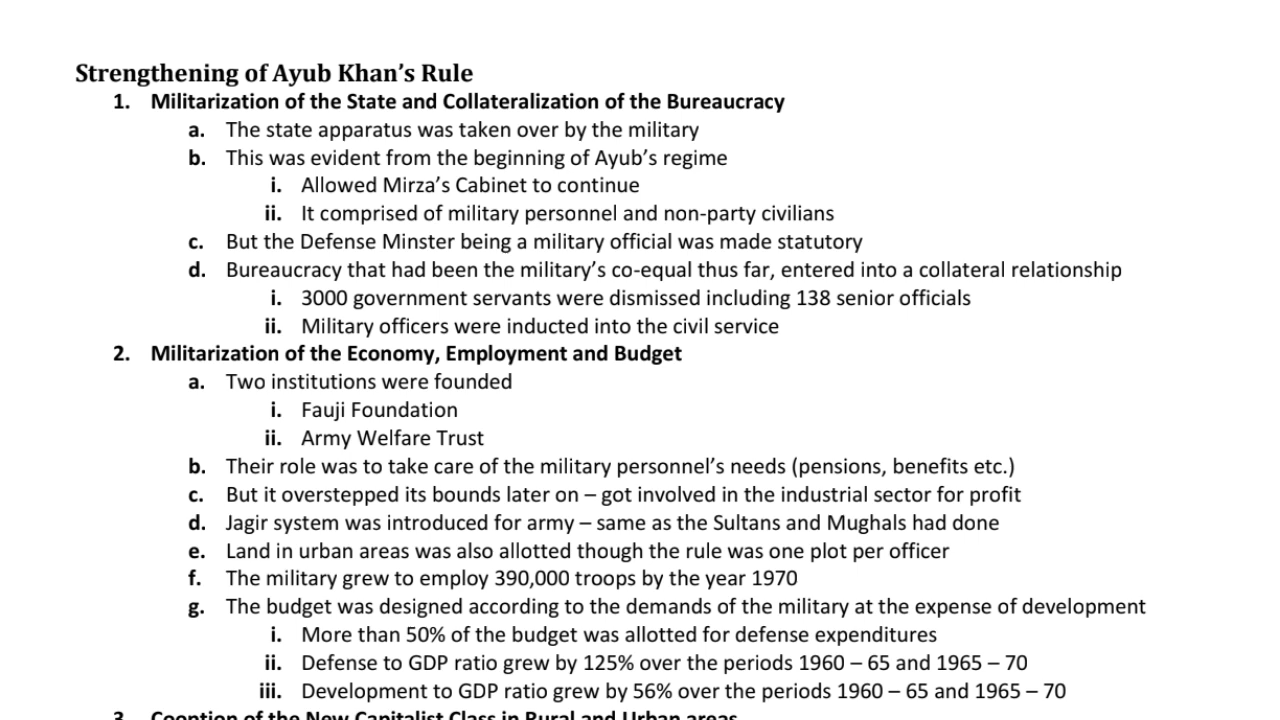 Strengthening of Ayub Khan's Rule
1. Militarization of the State and Collateralization of the Bureaucracy
a. The state apparatus was taken over by the military
b. This was evident from the beginning of Ayub's regime
i. Allowed Mirza's Cabinet to continue
ii. It comprised of military personnel and non-party civilians
c. But the Defense Minster being a military official was made statutory
d. Bureaucracy that had been the military's co-equal thus far, entered into a collateral relationship
i. 3000 government servants were dismissed including 138 senior officials
ii. Military officers were inducted into the civil service
2. Militarization of the Economy, Employment and Budget
a. Two institutions were founded
i. Fauji Foundation
ii. Army Welfare Trust
b. Their role was to take care of the military personnel's needs (pensions, benefits etc.)
c. But it overstepped its bounds later on – got involved in the industrial sector for profit
d. Jagir system was introduced for army – same as the Sultans and Mughals had done
e. Land in urban areas was also allotted though the rule was one plot per officer
f. The military grew to employ 390,000 troops by the year 1970
g. The budget was designed according to the demands of the military at the expense of development
i. More than 50% of the budget was allotted for defense expenditures
ii. Defense to GDP ratio grew by 125% over the periods 1960 – 65 and 1965 – 70
iii. Development to GDP ratio grew by 56% over the periods 1960 – 65 and 1965 – 70
3. Cooption of the New Capitalist Class in Rural and Urban areas